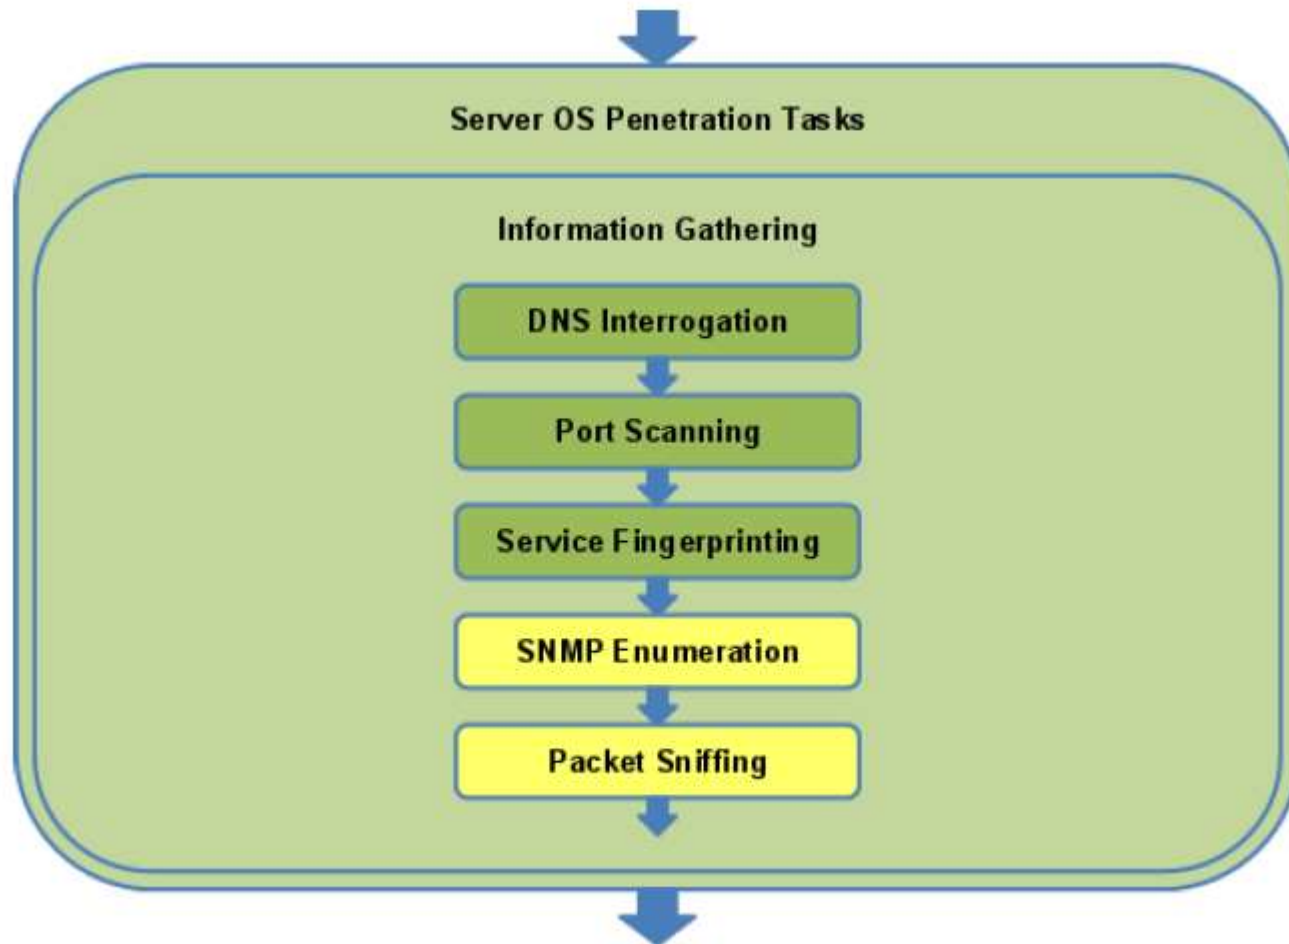 Server OS Penetration Tasks
Information Gathering
DNS Interrogation
Port Scanning
Service Fingerprinting
SNMP Enumeration
Packet Sniffing